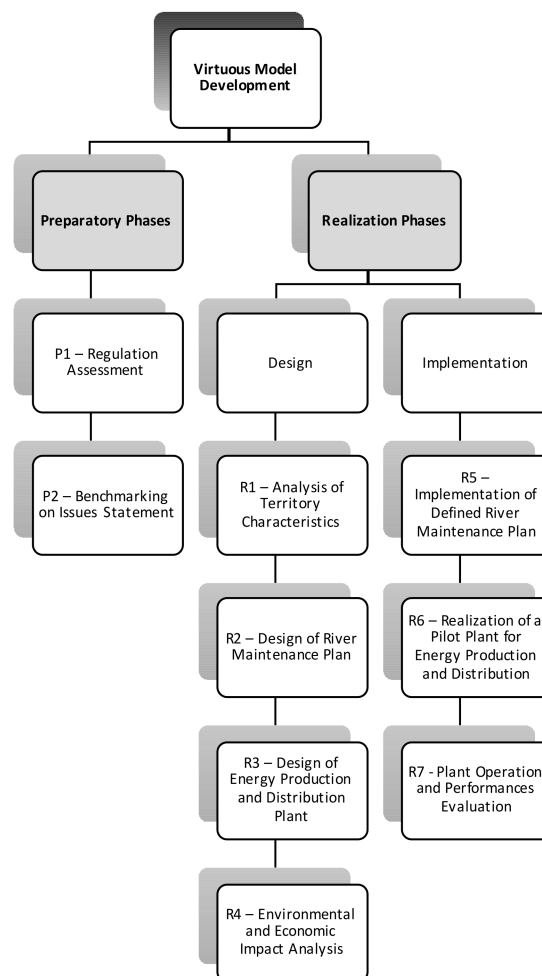 Virtuous Model
Development
Preparatory Phases
Realization Phases
P1 – Regulation
Assessment
P2 – Benchmarking
on Issues Statement
Design
R1 – Analysis of
Territory
Characteristics
R2 – Design of River
Maintenance Plan
R3 – Design of
Energy Production
and Distribution
Plant
R4 – Environmental
and Economic
Impact Analysis
Implementation
R5 –
Implementation of
Defined River
Maintenance Plan
R6 – Realization of a
Pilot Plant for
Energy Production
and Distribution
R7 - Plant Operation
and Performances
Evaluation